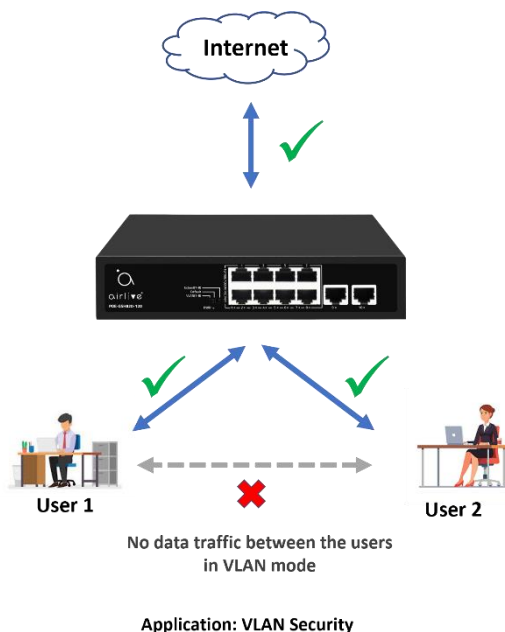 Internet
airlive
User 1
User 2
No data traffic between the users
in VLAN mode
Application: VLAN Security